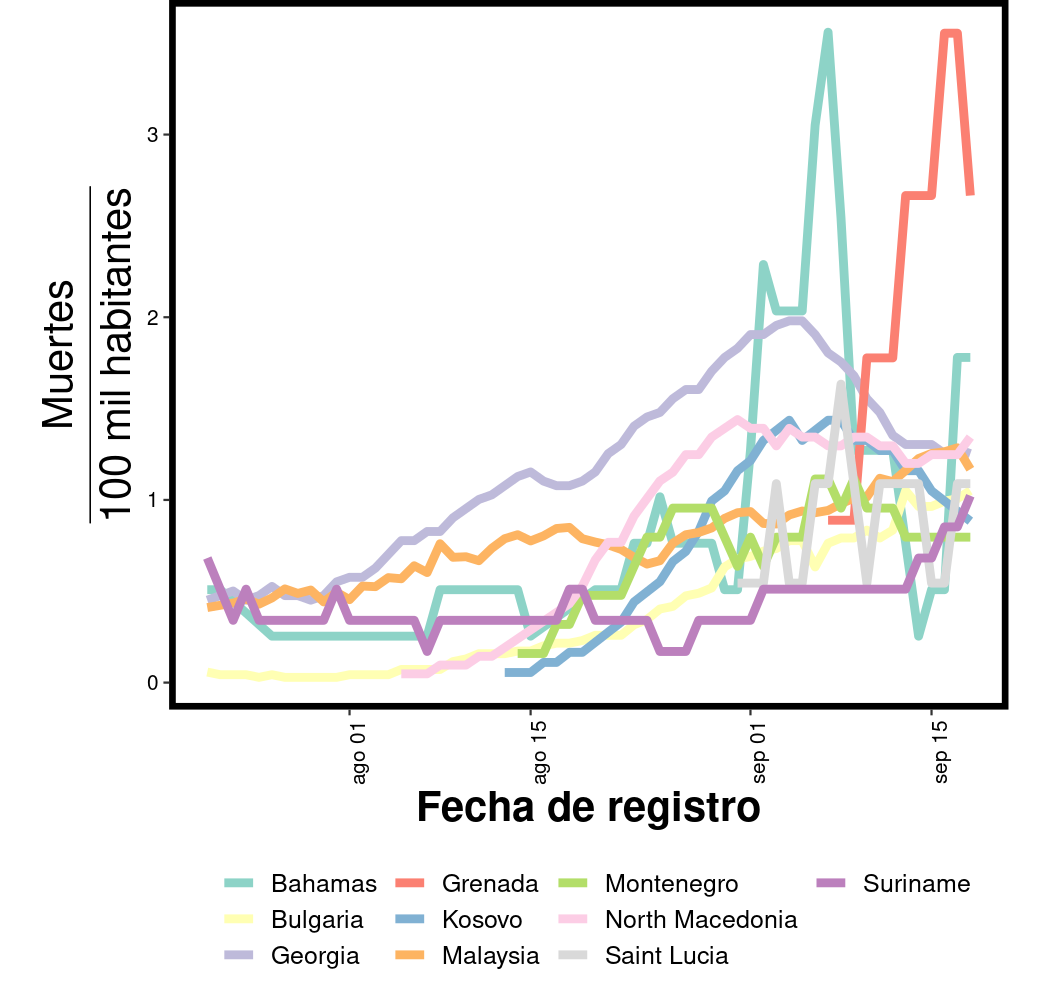 Muertes
100 mil habitantes
3
2
1
0
ago 01
ago 15
sep 01
sep 15
Fecha de registro
Bahamas
Grenada
Montenegro
Suriname
Bulgaria
Kosovo
North Macedonia
Georgia
Malaysia
Saint Lucia